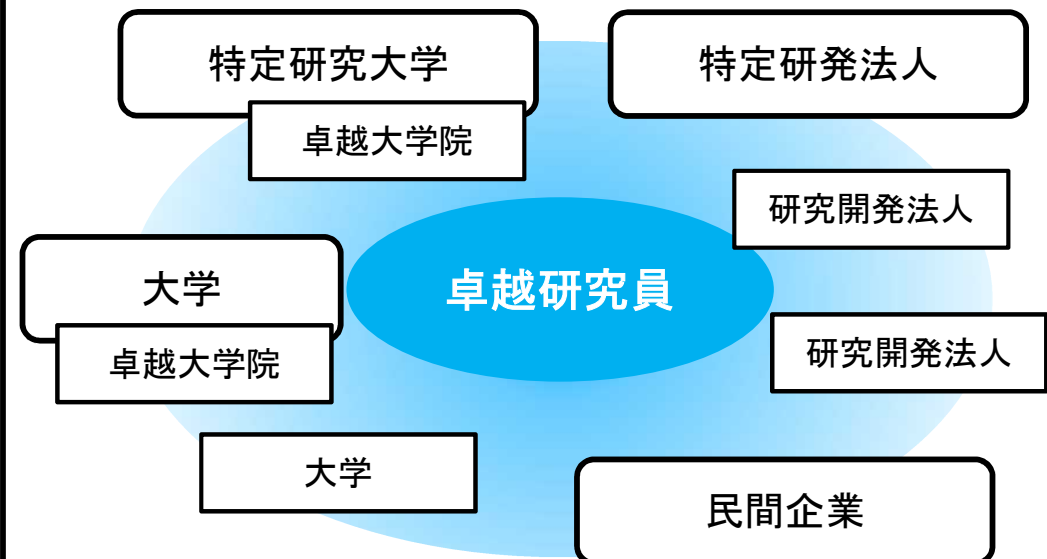 特定研究大学
特定研発法人
卓越大学院
研究開発法人
大学
卓越研究員
卓越大学院
研究開発法人
大学
民間企業